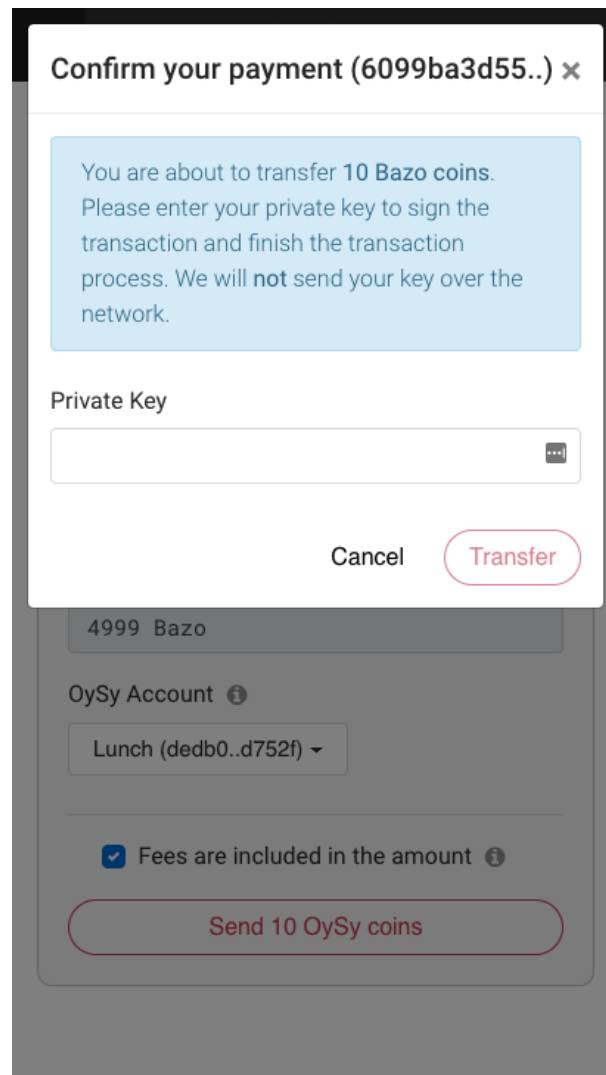 Confirm your payment (6099ba3d55..) ×
You are about to transfer 10 Bazo coins.
Please enter your private key to sign the
transaction and finish the transaction
process. We will not send your key over the
network.
Private Key
Cancel
Transfer
4999 Bazo
OySy Account
Lunch (dedb0..d752f)
Fees are included in the amount
Send 10 OySy coins